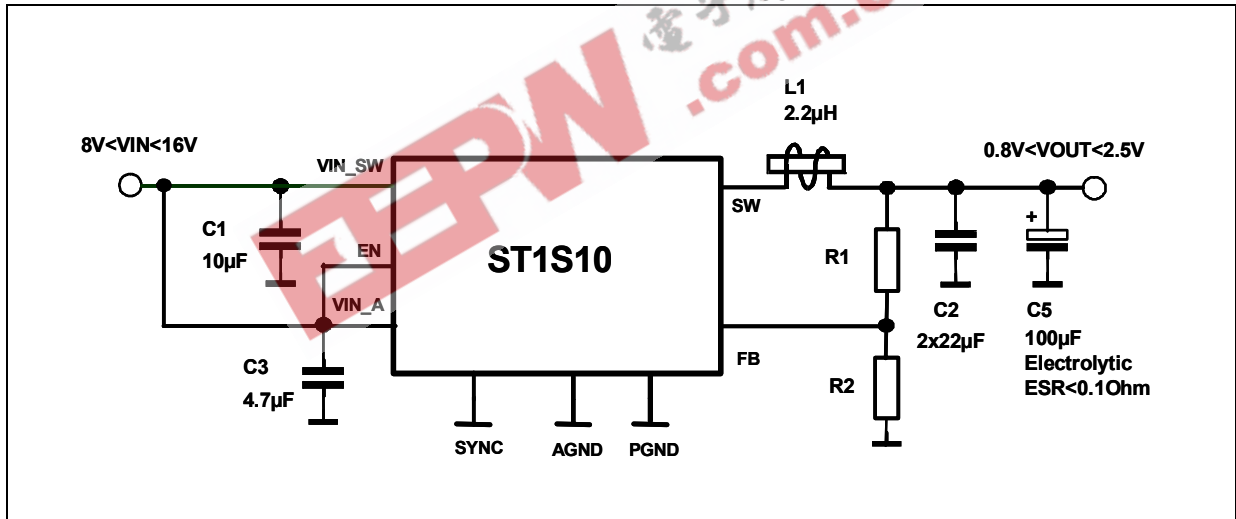 EEPW
.com.c
L1
2.2µH
8V<VIN<16V
0.8V<VOUT<2.5V
VIN_SW
SW
C1
10µF
EN
ST1S10
R1
VIN_A
C2
2x22µF
+
C5
100µF
Electrolytic
ESR<0.1Ohm
C3
4.7µF
FB
R2
SYNC
AGND
PGND